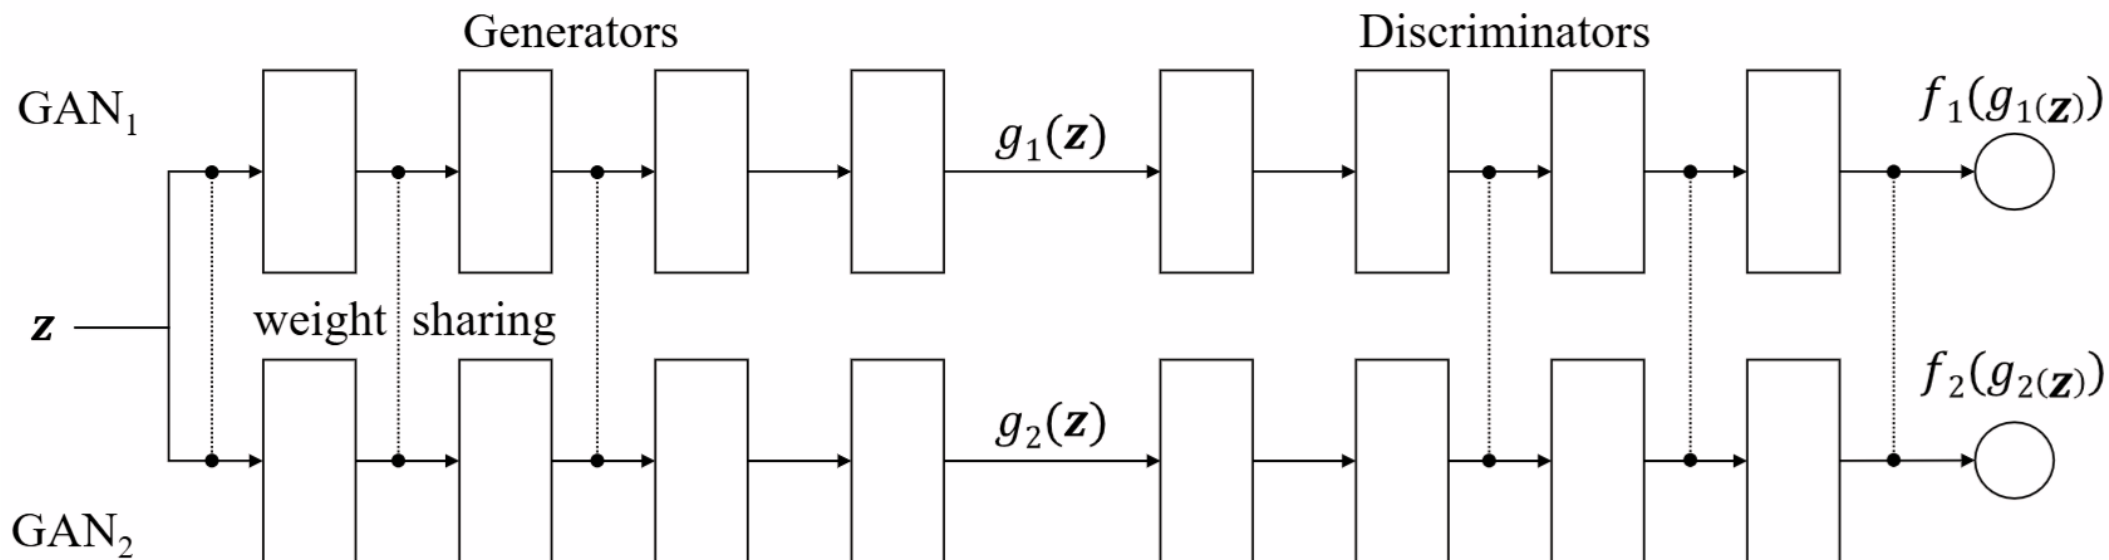 Generators
Discriminators
GAN₁
g₁(z)
f₁(g₁(z))
z
weight sharing
g₂(z)
f₂(g₂(z))
GAN₂